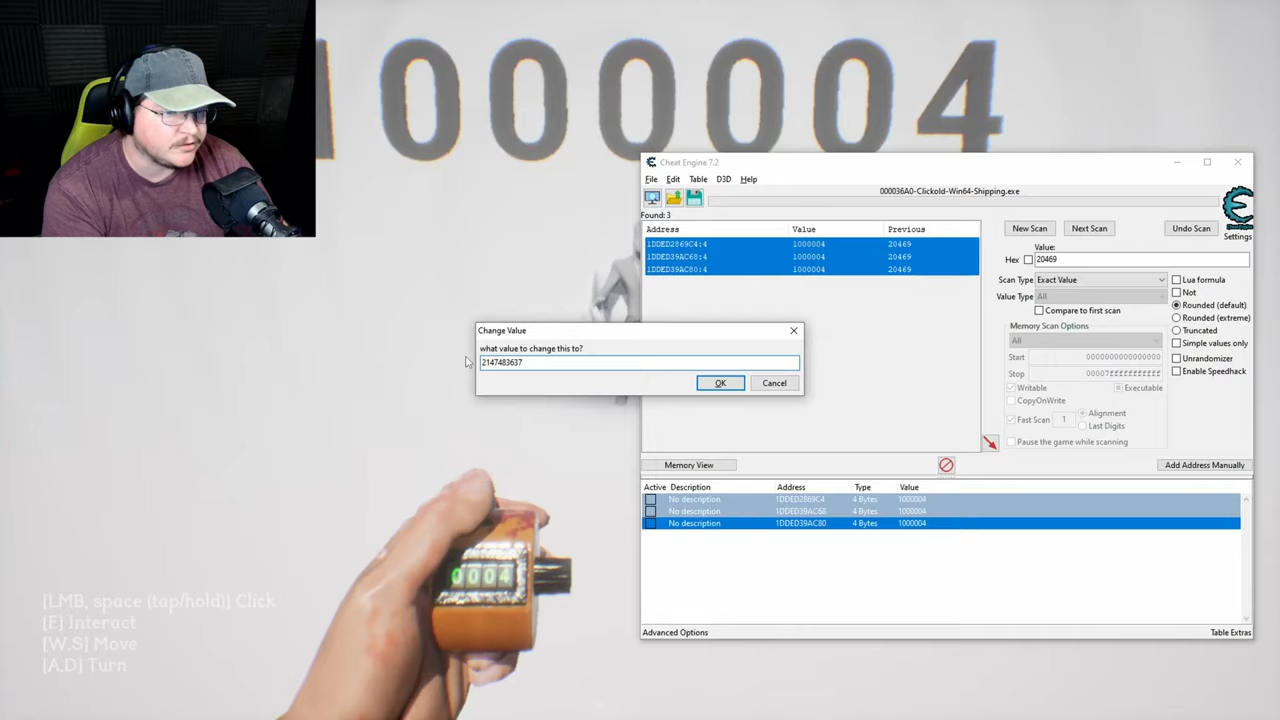 1000004
Cheat Engine 7.2
File Edit Table D3D Help
000036A0-Clickold-Win64-Shipping.exe
Found: 3
Address Value Previous
1DDED2869C4:4 1000004 20469
1DDED39AC68:4 1000004 20469
1DDED39AC80:4 1000004 20469
New Scan Next Scan Undo Scan
Settings
Value:
Hex 20469
Scan Type Exact Value
Value Type All
Compare to first scan
Lua formula
Not
Rounded (default)
Rounded (extreme)
Truncated
Simple values only
Unrandomizer
Enable Speedhack
Memory Scan Options
All
Start 0000000000000000
Stop 00007fffffffffff
Writable Executable
CopyOnWrite
Fast Scan 1 Alignment
Last Digits
Pause the game while scanning
Change Value
what value to change this to?
2147483637
OK Cancel
Memory View Add Address Manually
Active Description Address Type Value
No description 1DDED2869C4 4 Bytes 1000004
No description 1DDED39AC68 4 Bytes 1000004
No description 1DDED39AC80 4 Bytes 1000004
Advanced Options Table Extras
0004
[LMB, space (tap/hold)] Click
[E] Interact
[W,S] Move
[A,D] Turn